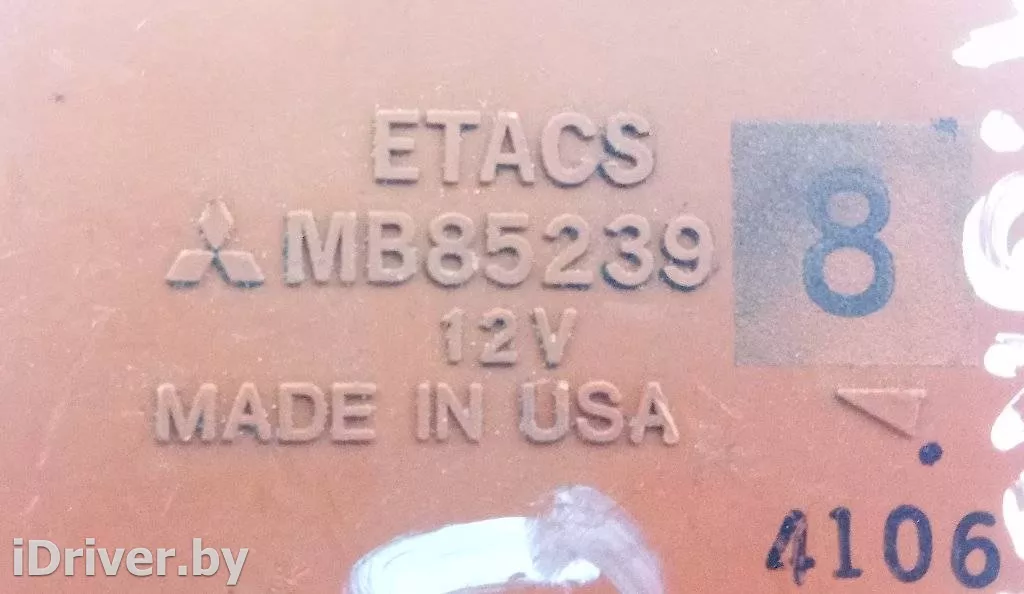 ETACS
MB85239 8
12V
MADE IN USA
4106
iDriver.by